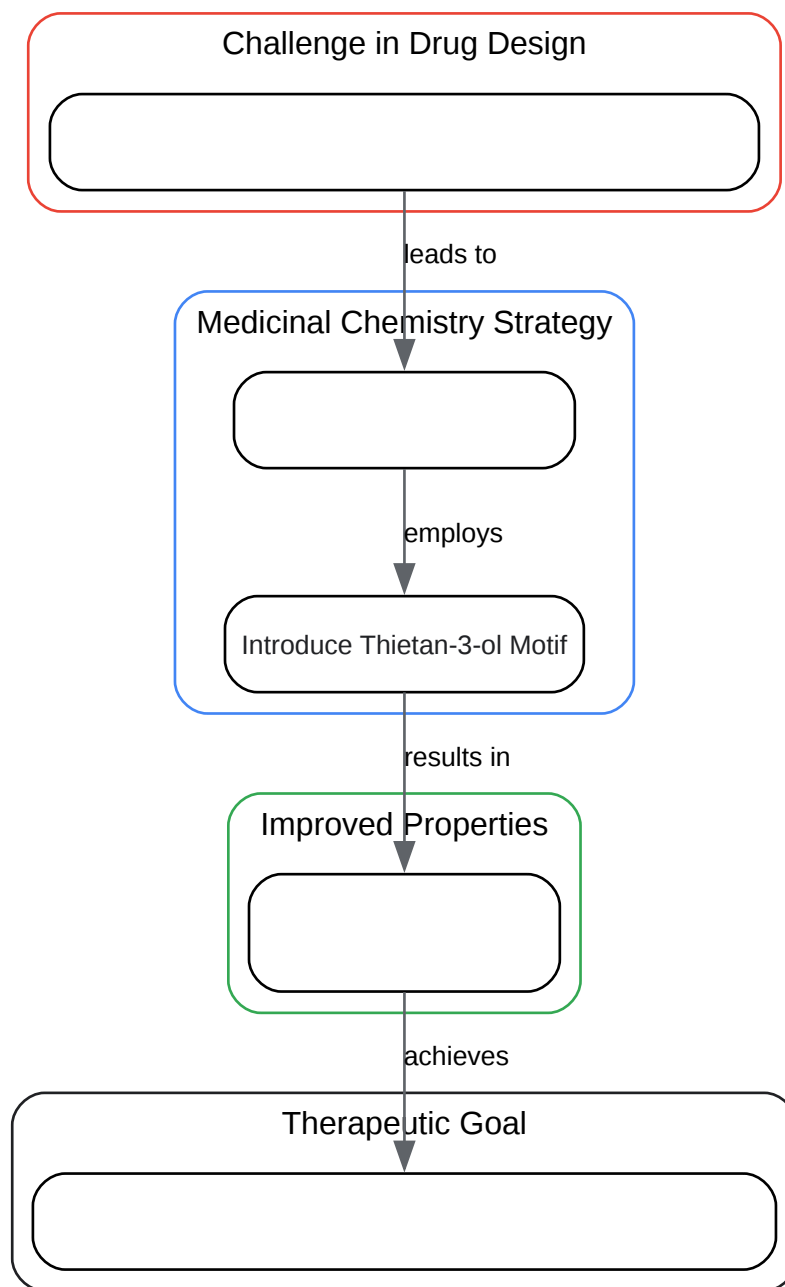 Challenge in Drug Design
leads to
Medicinal Chemistry Strategy
employs
Introduce Thietan-3-ol Motif
results in
Improved Properties
achieves
Therapeutic Goal